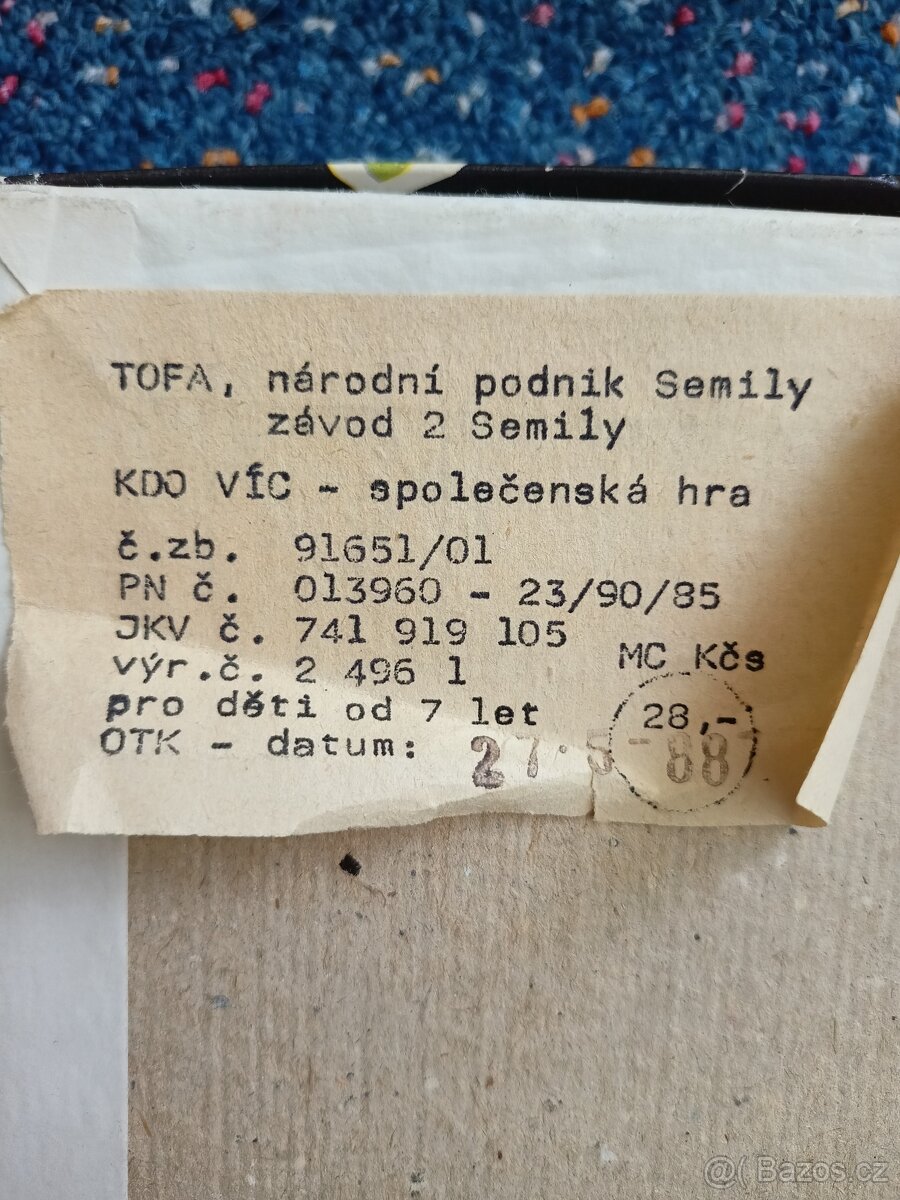 TOFA, národní podnik Semily
závod 2 Semily
KDO VÍC - společenská hra
č.zb. 91651/01
PN č. 013960 - 23/90/85
JKV č. 741 919 105
výr.č. 2 496 1
MC Kčs
pro děti od 7 let
28,-
OTK - datum: 27.5-88
@( Bazos.cz